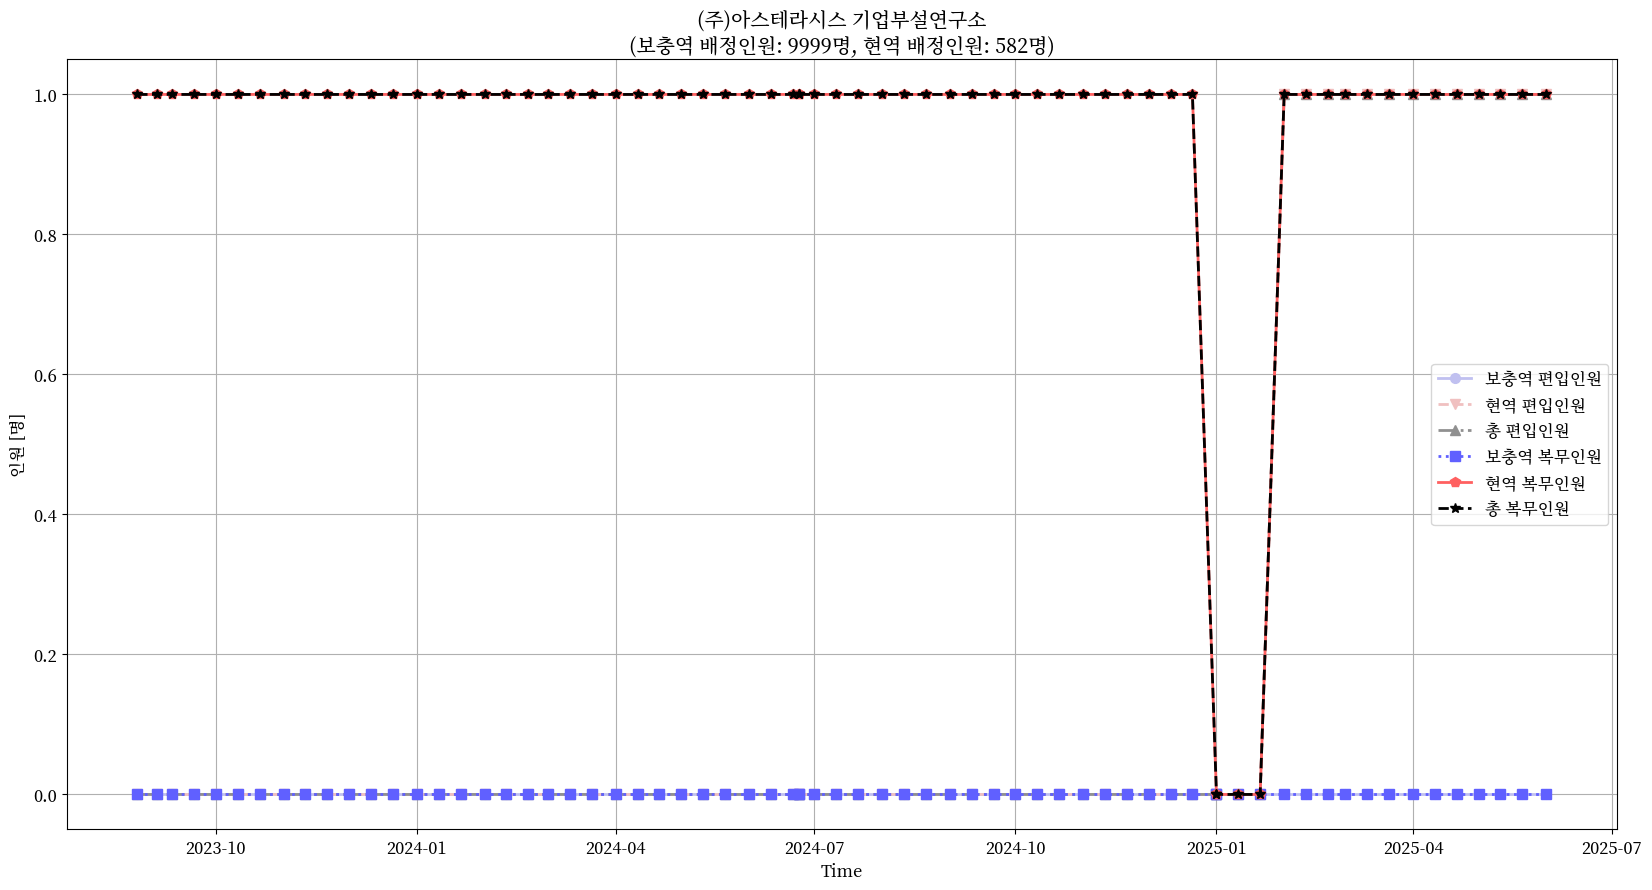 (주)아스테라시스 기업부설연구소
(보충역 배정인원: 9999명, 현역 배정인원: 582명)
인원 [명]
1.0
0.8
0.6
0.4
0.2
0.0
보충역 편입인원
현역 편입인원
총 편입인원
보충역 복무인원
현역 복무인원
총 복무인원
2023-10
2024-01
2024-04
2024-07
2024-10
2025-01
2025-04
2025-07
Time